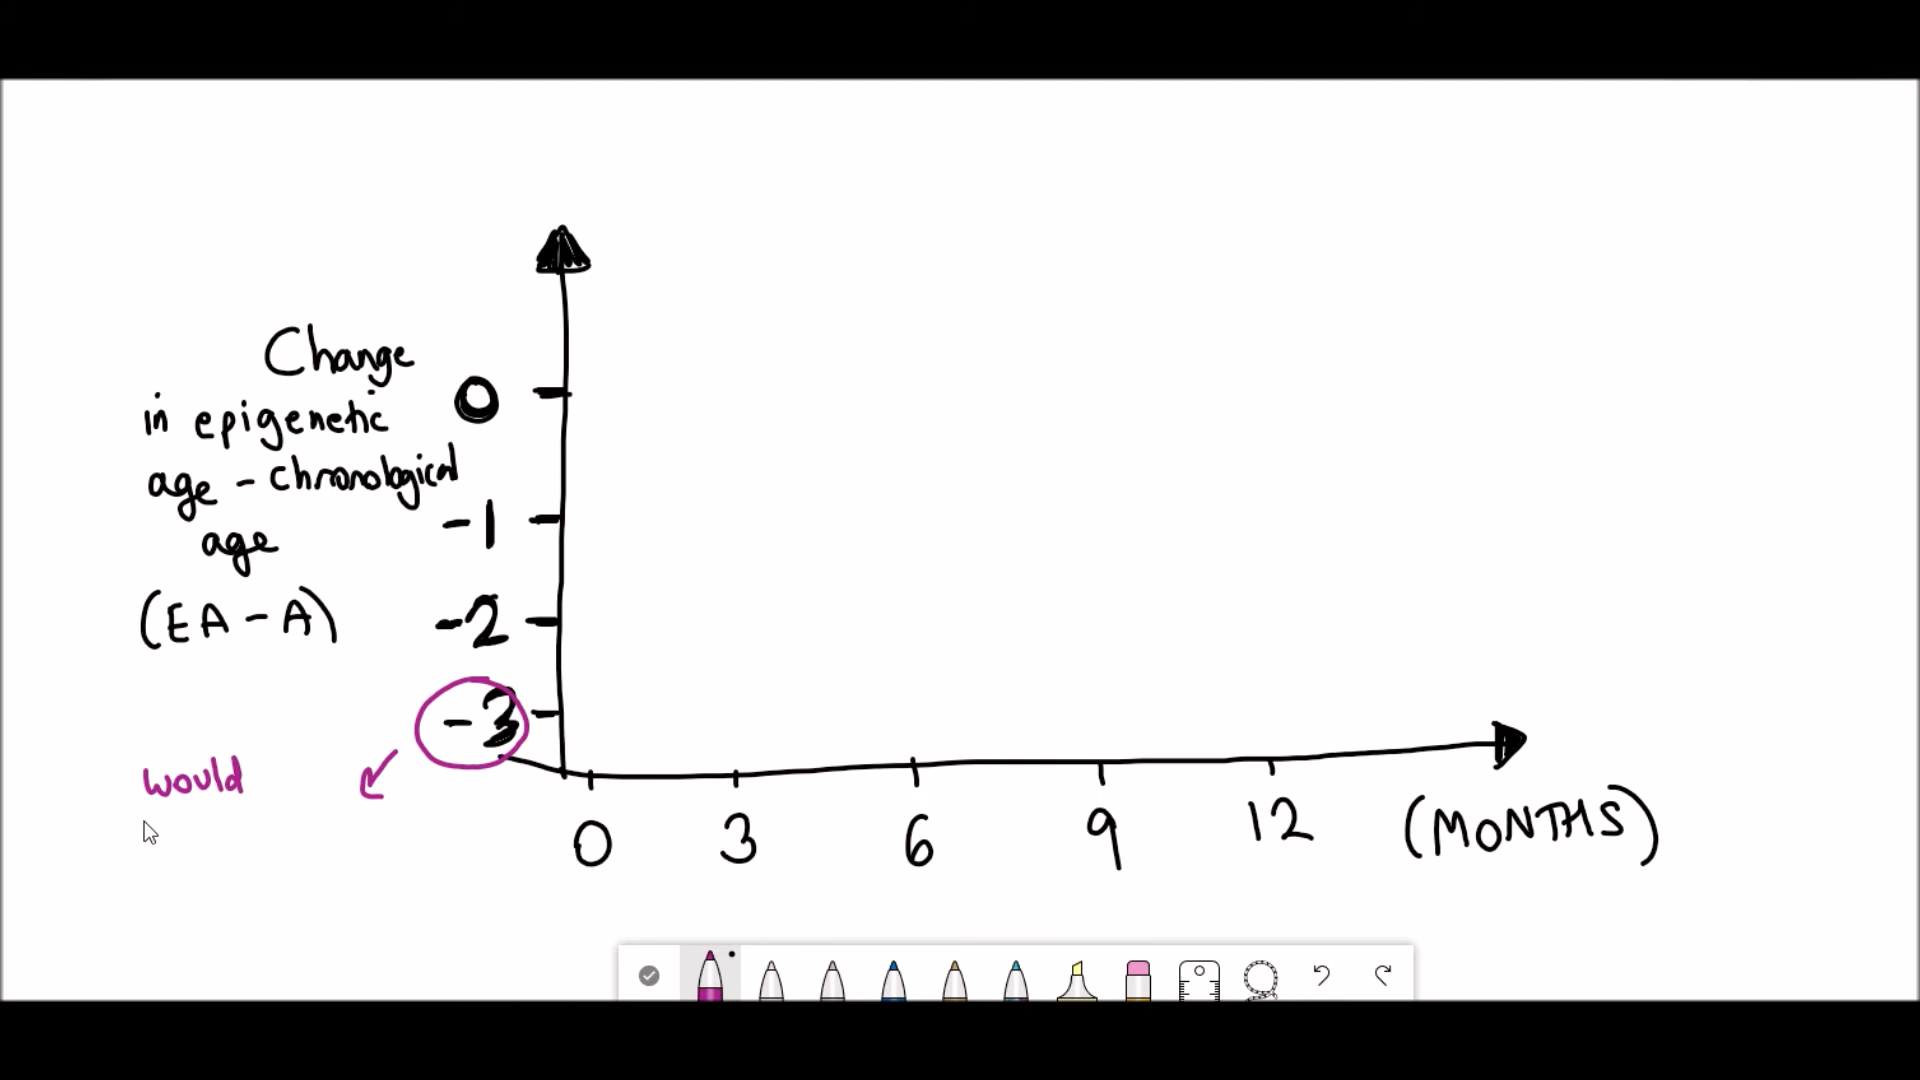 Change
in epigenetic
age - chronological
age
(EA - A)
0
-1
-2
-3
would
0 3 6 9 12 (MONTHS)